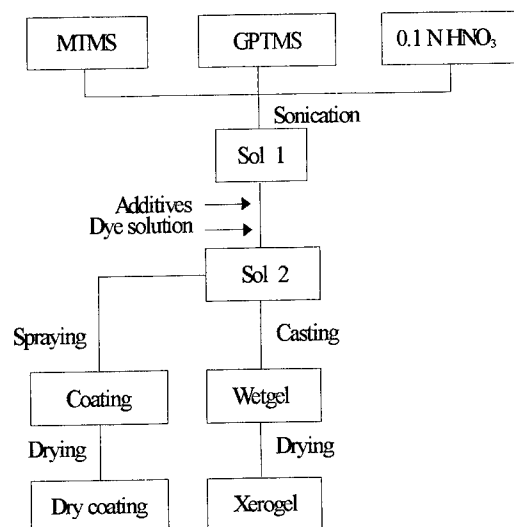 MTMS
GPTMS
0.1 N HNO₃
Sonication
Sol 1
Additives
Dye solution
Sol 2
Spraying
Casting
Coating
Wetgel
Drying
Drying
Dry coating
Xerogel